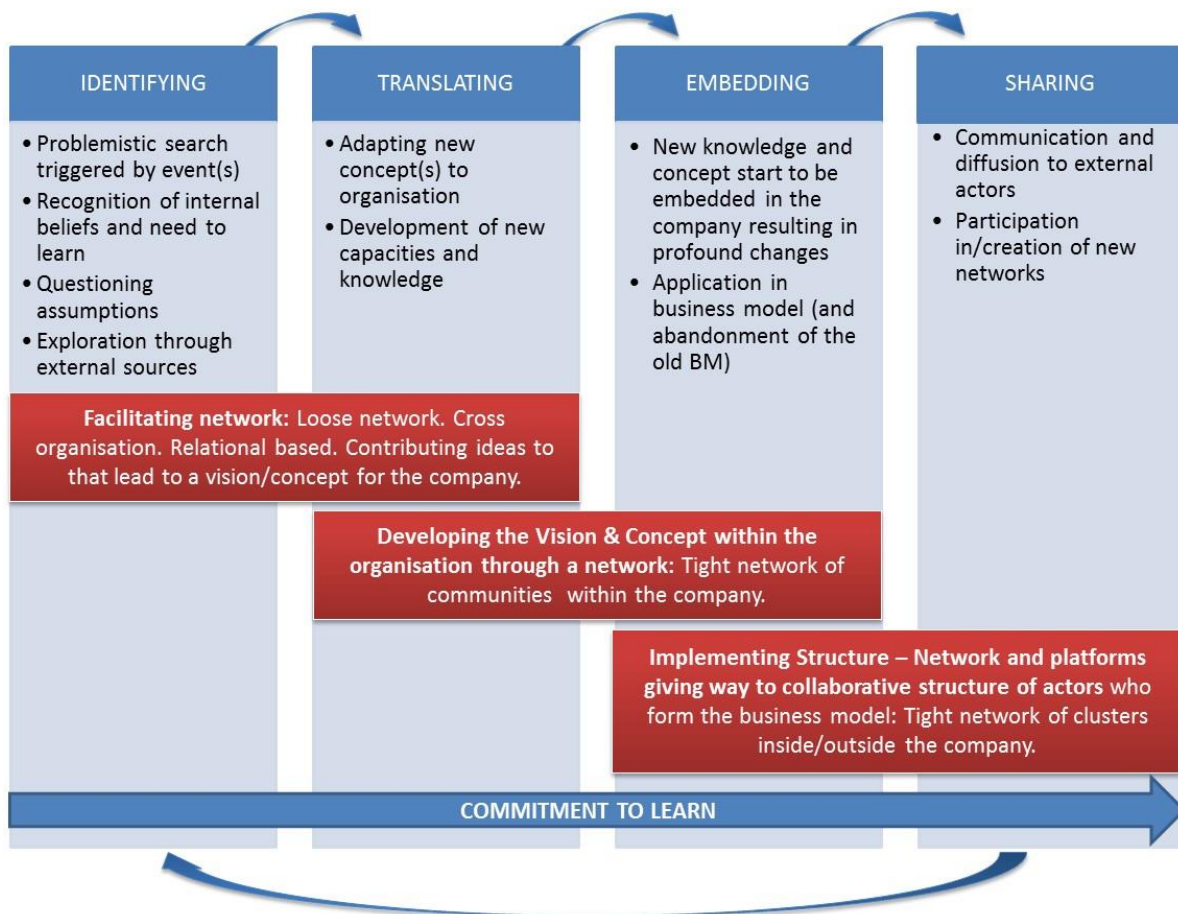 IDENTIFYING
• Problemistic search
triggered by event(s)
• Recognition of internal
beliefs and need to
learn
• Questioning
assumptions
• Exploration through
external sources
TRANSLATING
• Adapting new
concept(s) to
organisation
• Development of new
capacities and
knowledge
EMBEDDING
• New knowledge and
concept start to be
embedded in the
company resulting in
profound changes
• Application in
business model (and
abandonment of the
old BM)
SHARING
• Communication and
diffusion to external
actors
• Participation
in/creation of new
networks
Facilitating network: Loose network. Cross
organisation. Relational based. Contributing ideas to
that lead to a vision/concept for the company.
Developing the Vision & Concept within the
organisation through a network: Tight network of
communities within the company.
Implementing Structure – Network and platforms
giving way to collaborative structure of actors who
form the business model: Tight network of clusters
inside/outside the company.
COMMITMENT TO LEARN